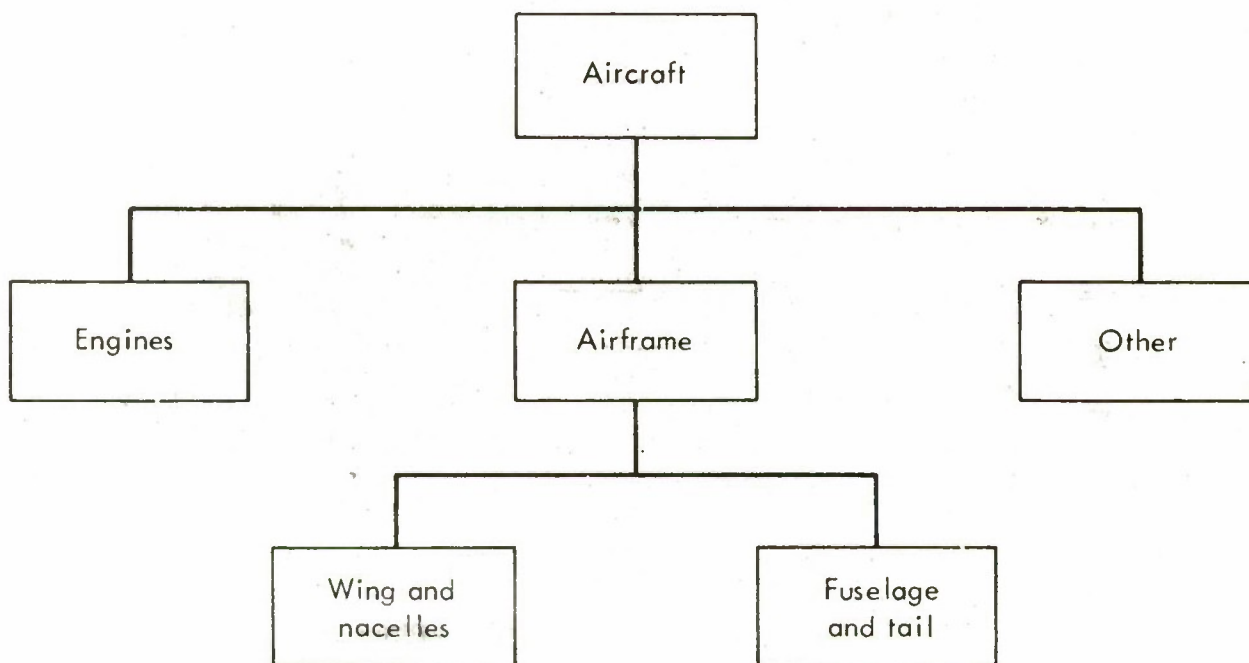 Aircraft
Engines
Airframe
Other
Wing and
nacelles
Fuselage
and tail